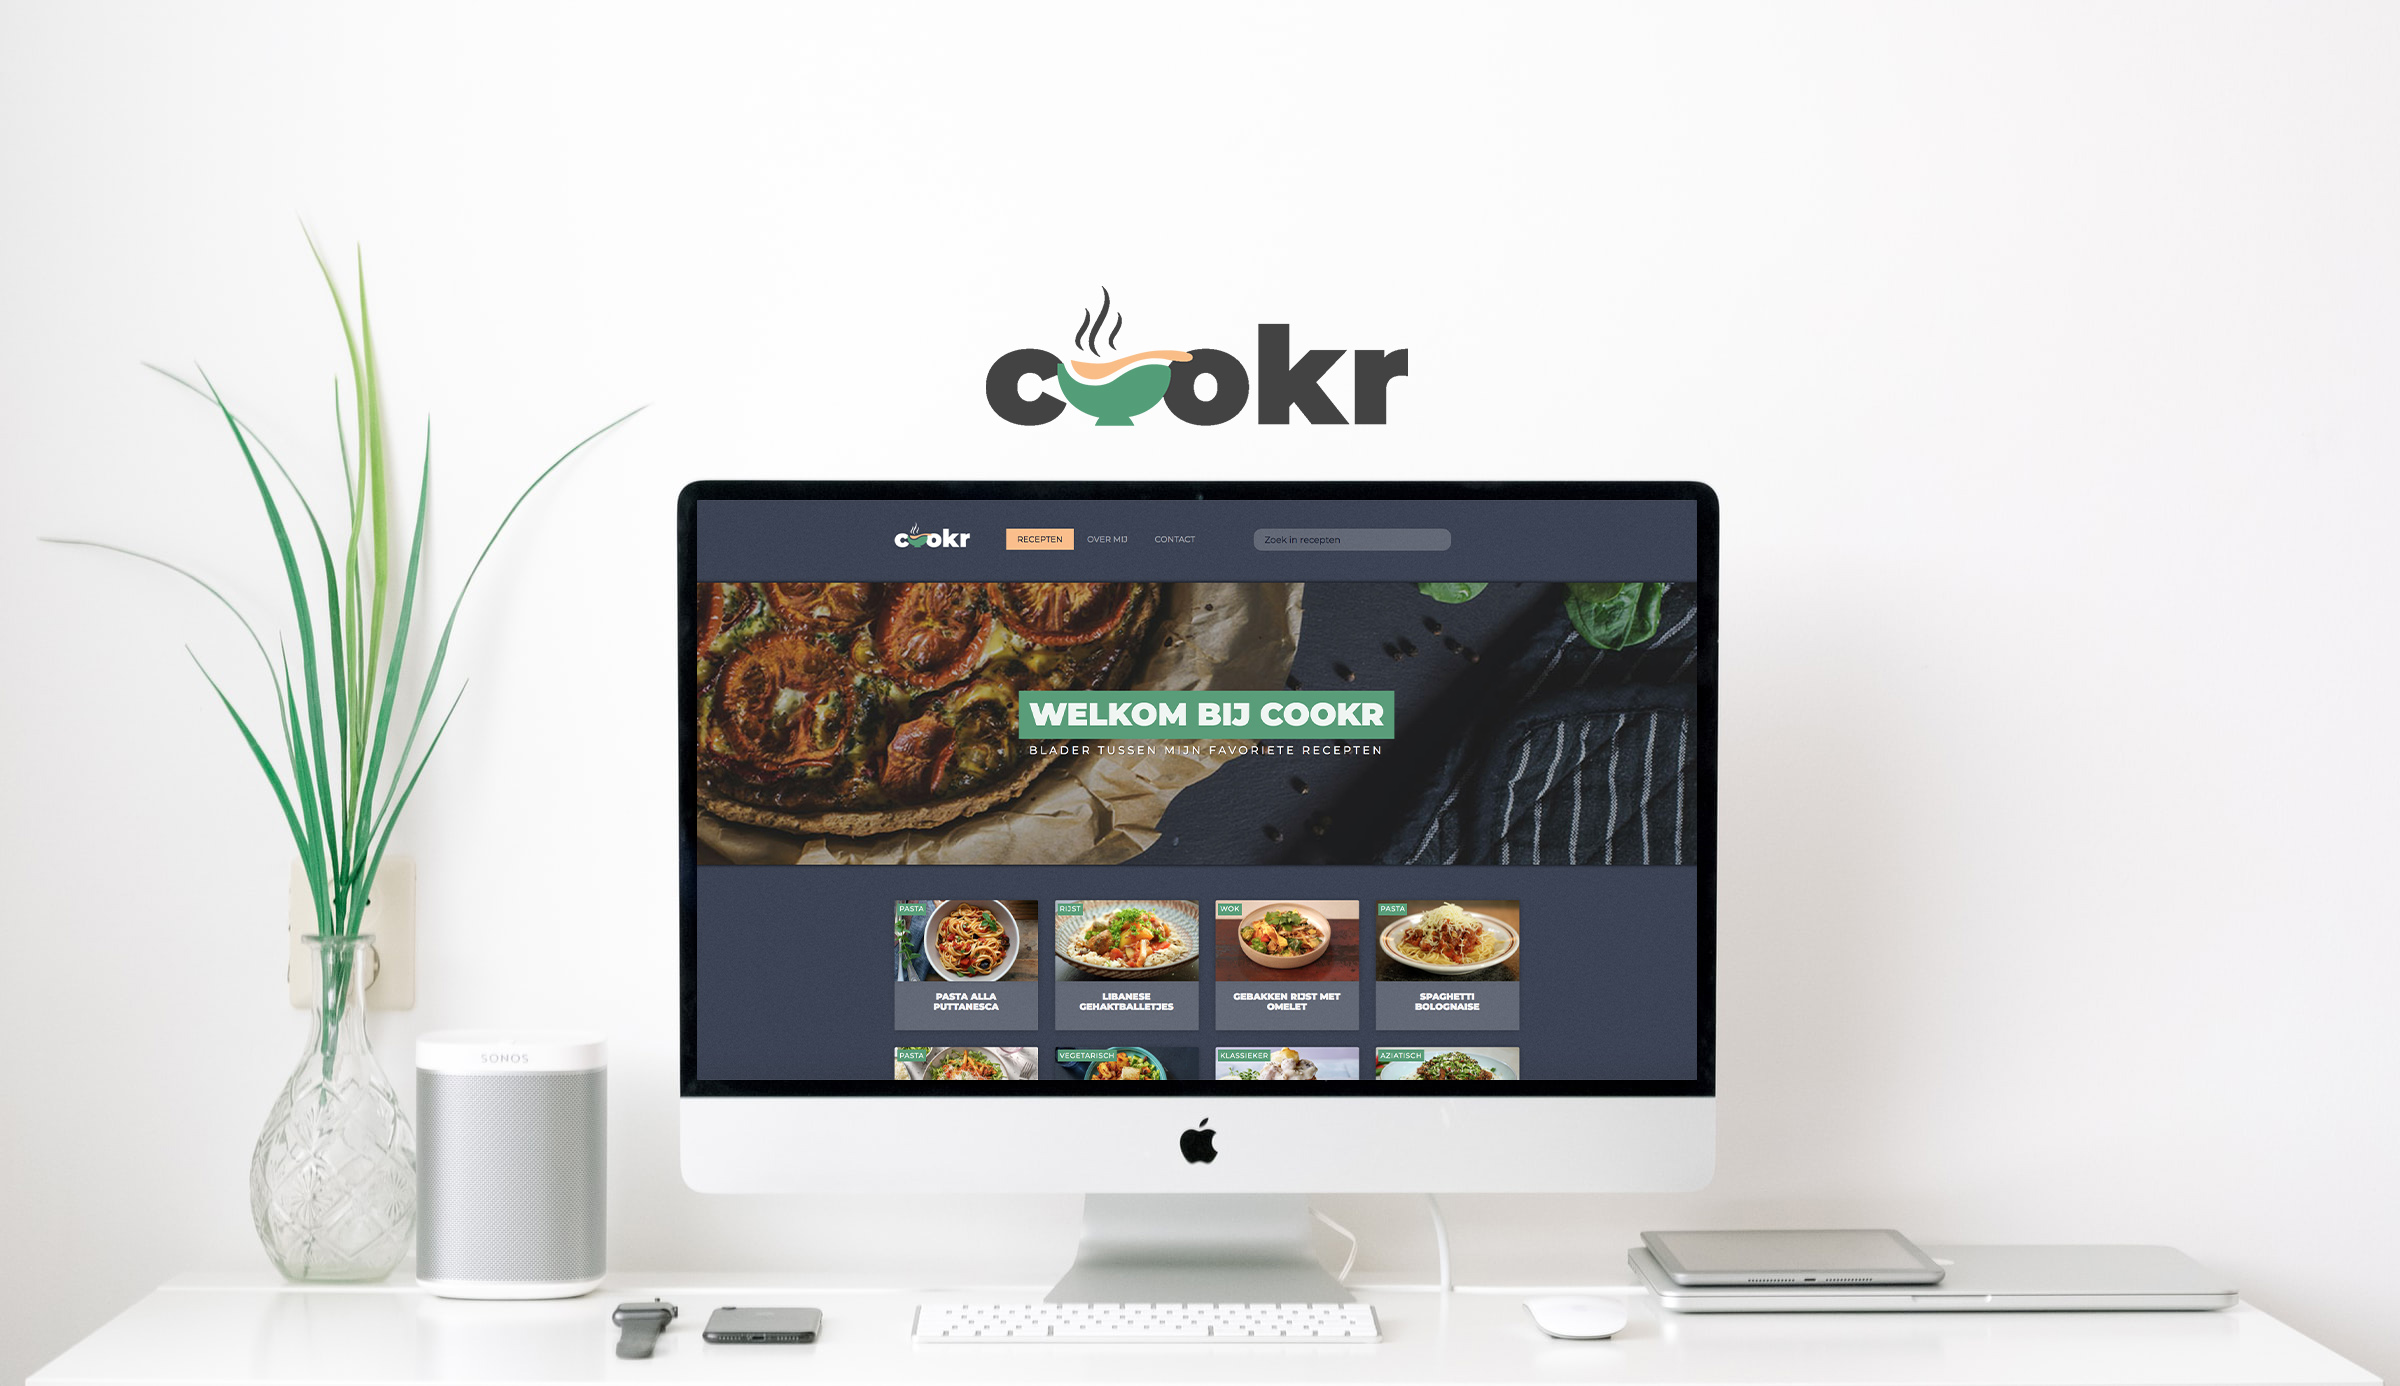 cookr
cookr
RECEPTEN
OVER MIJ
CONTACT
Zoek in recepten
WELKOM BIJ COOKR
BLADER TUSSEN MIJN FAVORIETE RECEPTEN
PASTA
RIJST
WOK
PASTA
PASTA ALLA
PUTTANESCA
LIBANESE
GEHAKTBALLETJES
GEBAKKEN RIJST MET
OMELET
SPAGHETTI
BOLOGNAISE
PASTA
VEGETARISCH
KLASSIEKER
AZIATISCH
SONOS